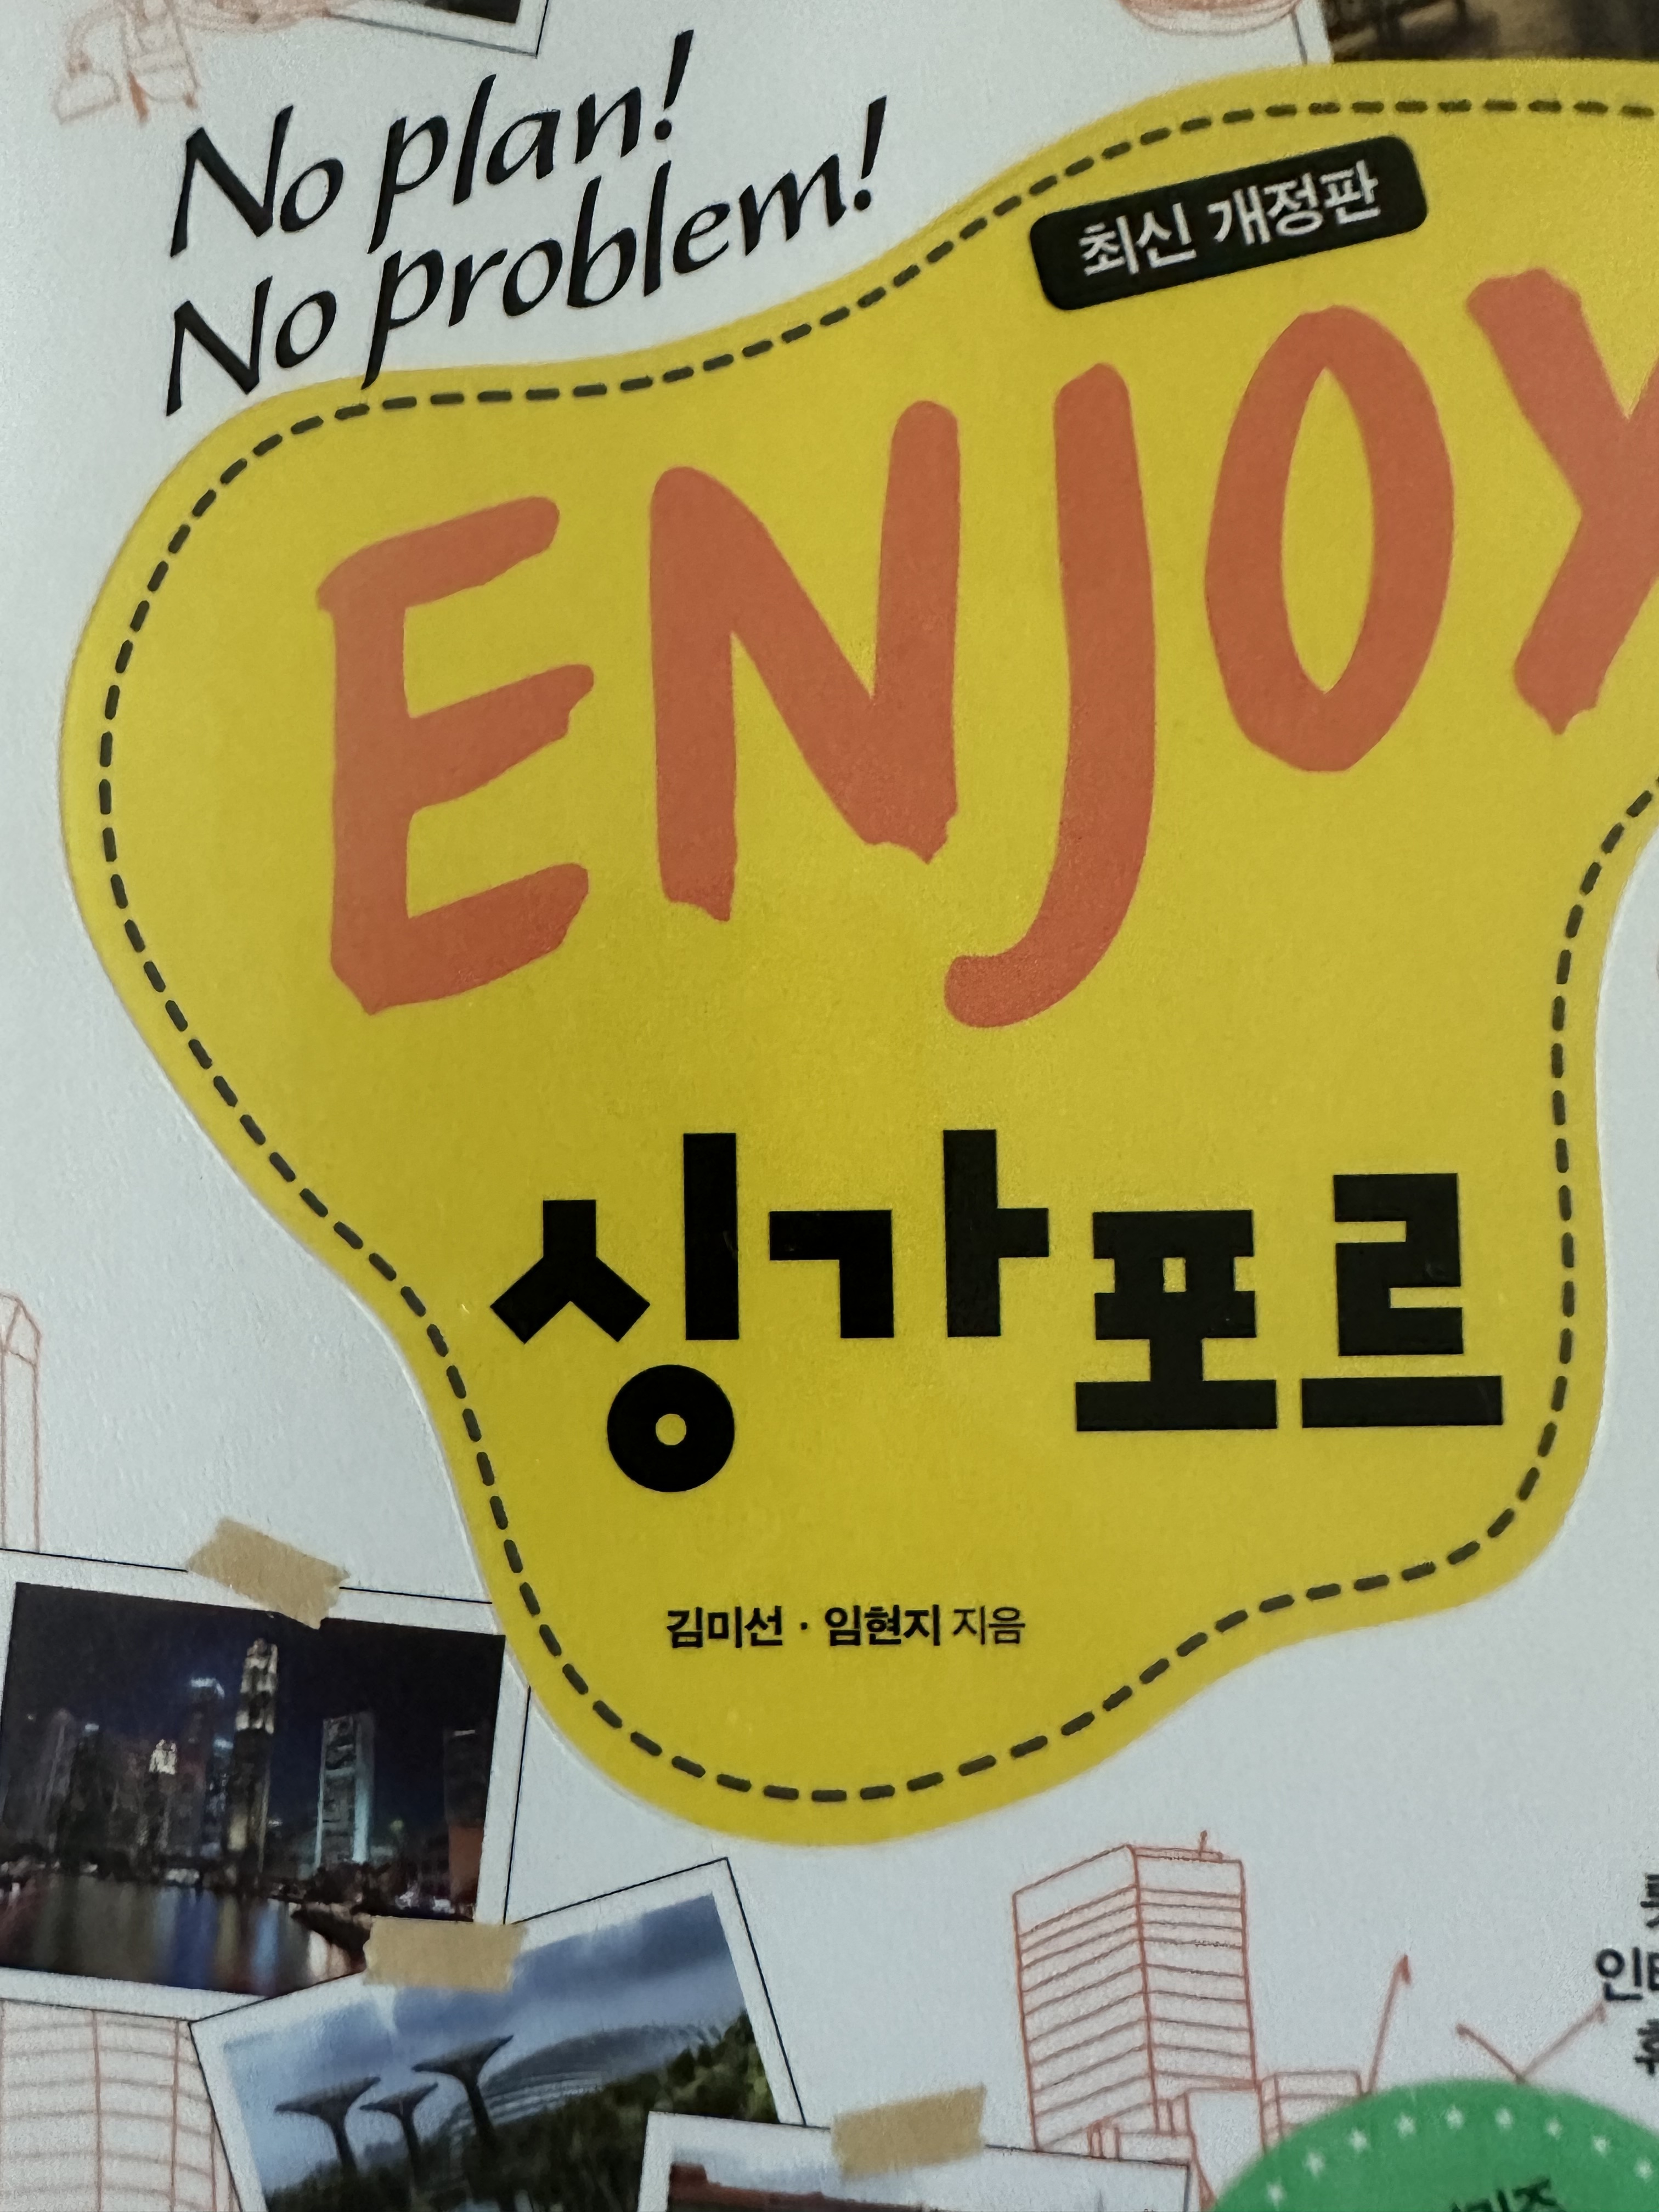 No plan!
No problem!
최신 개정판
ENJOY
싱가포르
김미선 · 임현지 지음